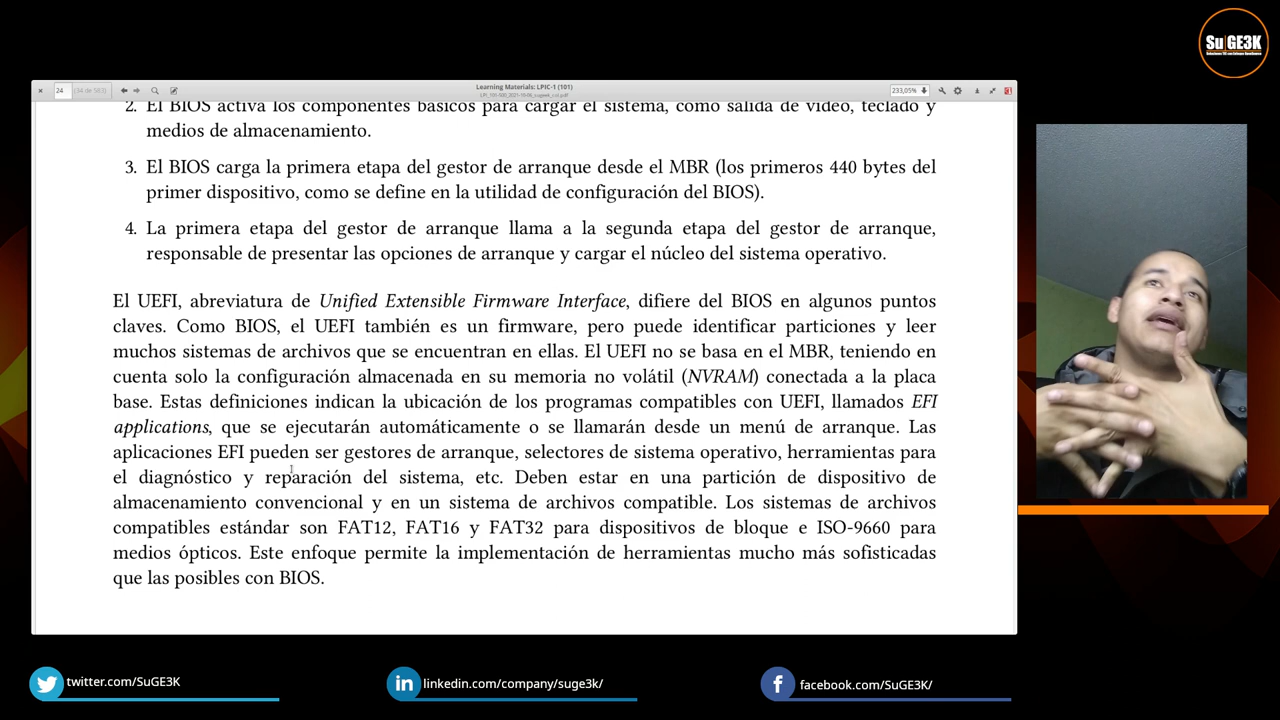 Su GE3K
24 (34 de 563)
Learning Materials: LPIC-1 (101)
233,05%
2. El BIOS activa los componentes básicos para cargar el sistema, como salida de video, teclado y
medios de almacenamiento.
3. El BIOS carga la primera etapa del gestor de arranque desde el MBR (los primeros 440 bytes del
primer dispositivo, como se define en la utilidad de configuración del BIOS).
4. La primera etapa del gestor de arranque llama a la segunda etapa del gestor de arranque,
responsable de presentar las opciones de arranque y cargar el núcleo del sistema operativo.
El UEFI, abreviatura de Unified Extensible Firmware Interface, difiere del BIOS en algunos puntos
claves. Como BIOS, el UEFI también es un firmware, pero puede identificar particiones y leer
muchos sistemas de archivos que se encuentran en ellas. El UEFI no se basa en el MBR, teniendo en
cuenta solo la configuración almacenada en su memoria no volátil (NVRAM) conectada a la placa
base. Estas definiciones indican la ubicación de los programas compatibles con UEFI, llamados EFI
applications, que se ejecutarán automáticamente o se llamarán desde un menú de arranque. Las
aplicaciones EFI pueden ser gestores de arranque, selectores de sistema operativo, herramientas para
el diagnóstico y reparación del sistema, etc. Deben estar en una partición de dispositivo de
almacenamiento convencional y en un sistema de archivos compatible. Los sistemas de archivos
compatibles estándar son FAT12, FAT16 y FAT32 para dispositivos de bloque e ISO-9660 para
medios ópticos. Este enfoque permite la implementación de herramientas mucho más sofisticadas
que las posibles con BIOS.
twitter.com/SuGE3K
linkedin.com/company/suge3k/
facebook.com/SuGE3K/